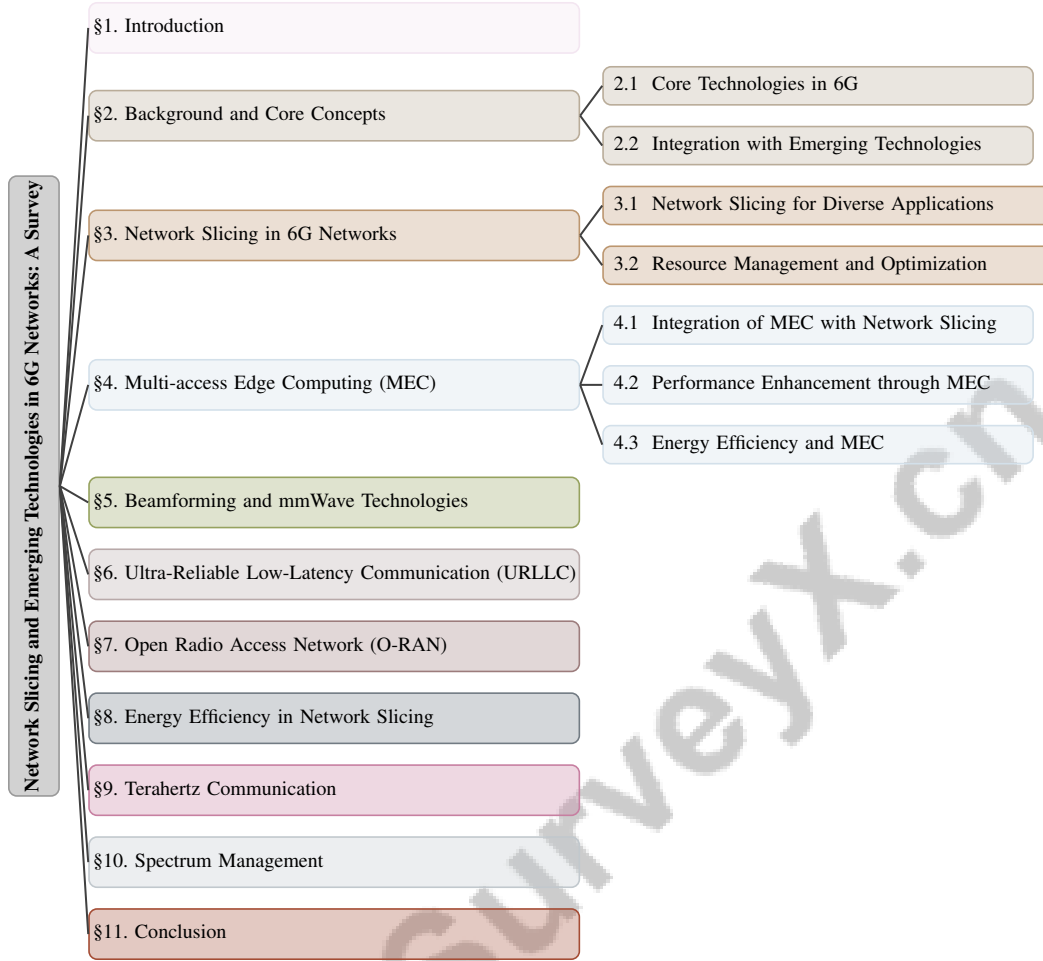 Network Slicing and Emerging Technologies in 6G Networks: A Survey
§1. Introduction
§2. Background and Core Concepts
2.1 Core Technologies in 6G
2.2 Integration with Emerging Technologies
§3. Network Slicing in 6G Networks
3.1 Network Slicing for Diverse Applications
3.2 Resource Management and Optimization
§4. Multi-access Edge Computing (MEC)
4.1 Integration of MEC with Network Slicing
4.2 Performance Enhancement through MEC
4.3 Energy Efficiency and MEC
§5. Beamforming and mmWave Technologies
§6. Ultra-Reliable Low-Latency Communication (URLLC)
§7. Open Radio Access Network (O-RAN)
§8. Energy Efficiency in Network Slicing
§9. Terahertz Communication
§10. Spectrum Management
§11. Conclusion
SurveyX.cn